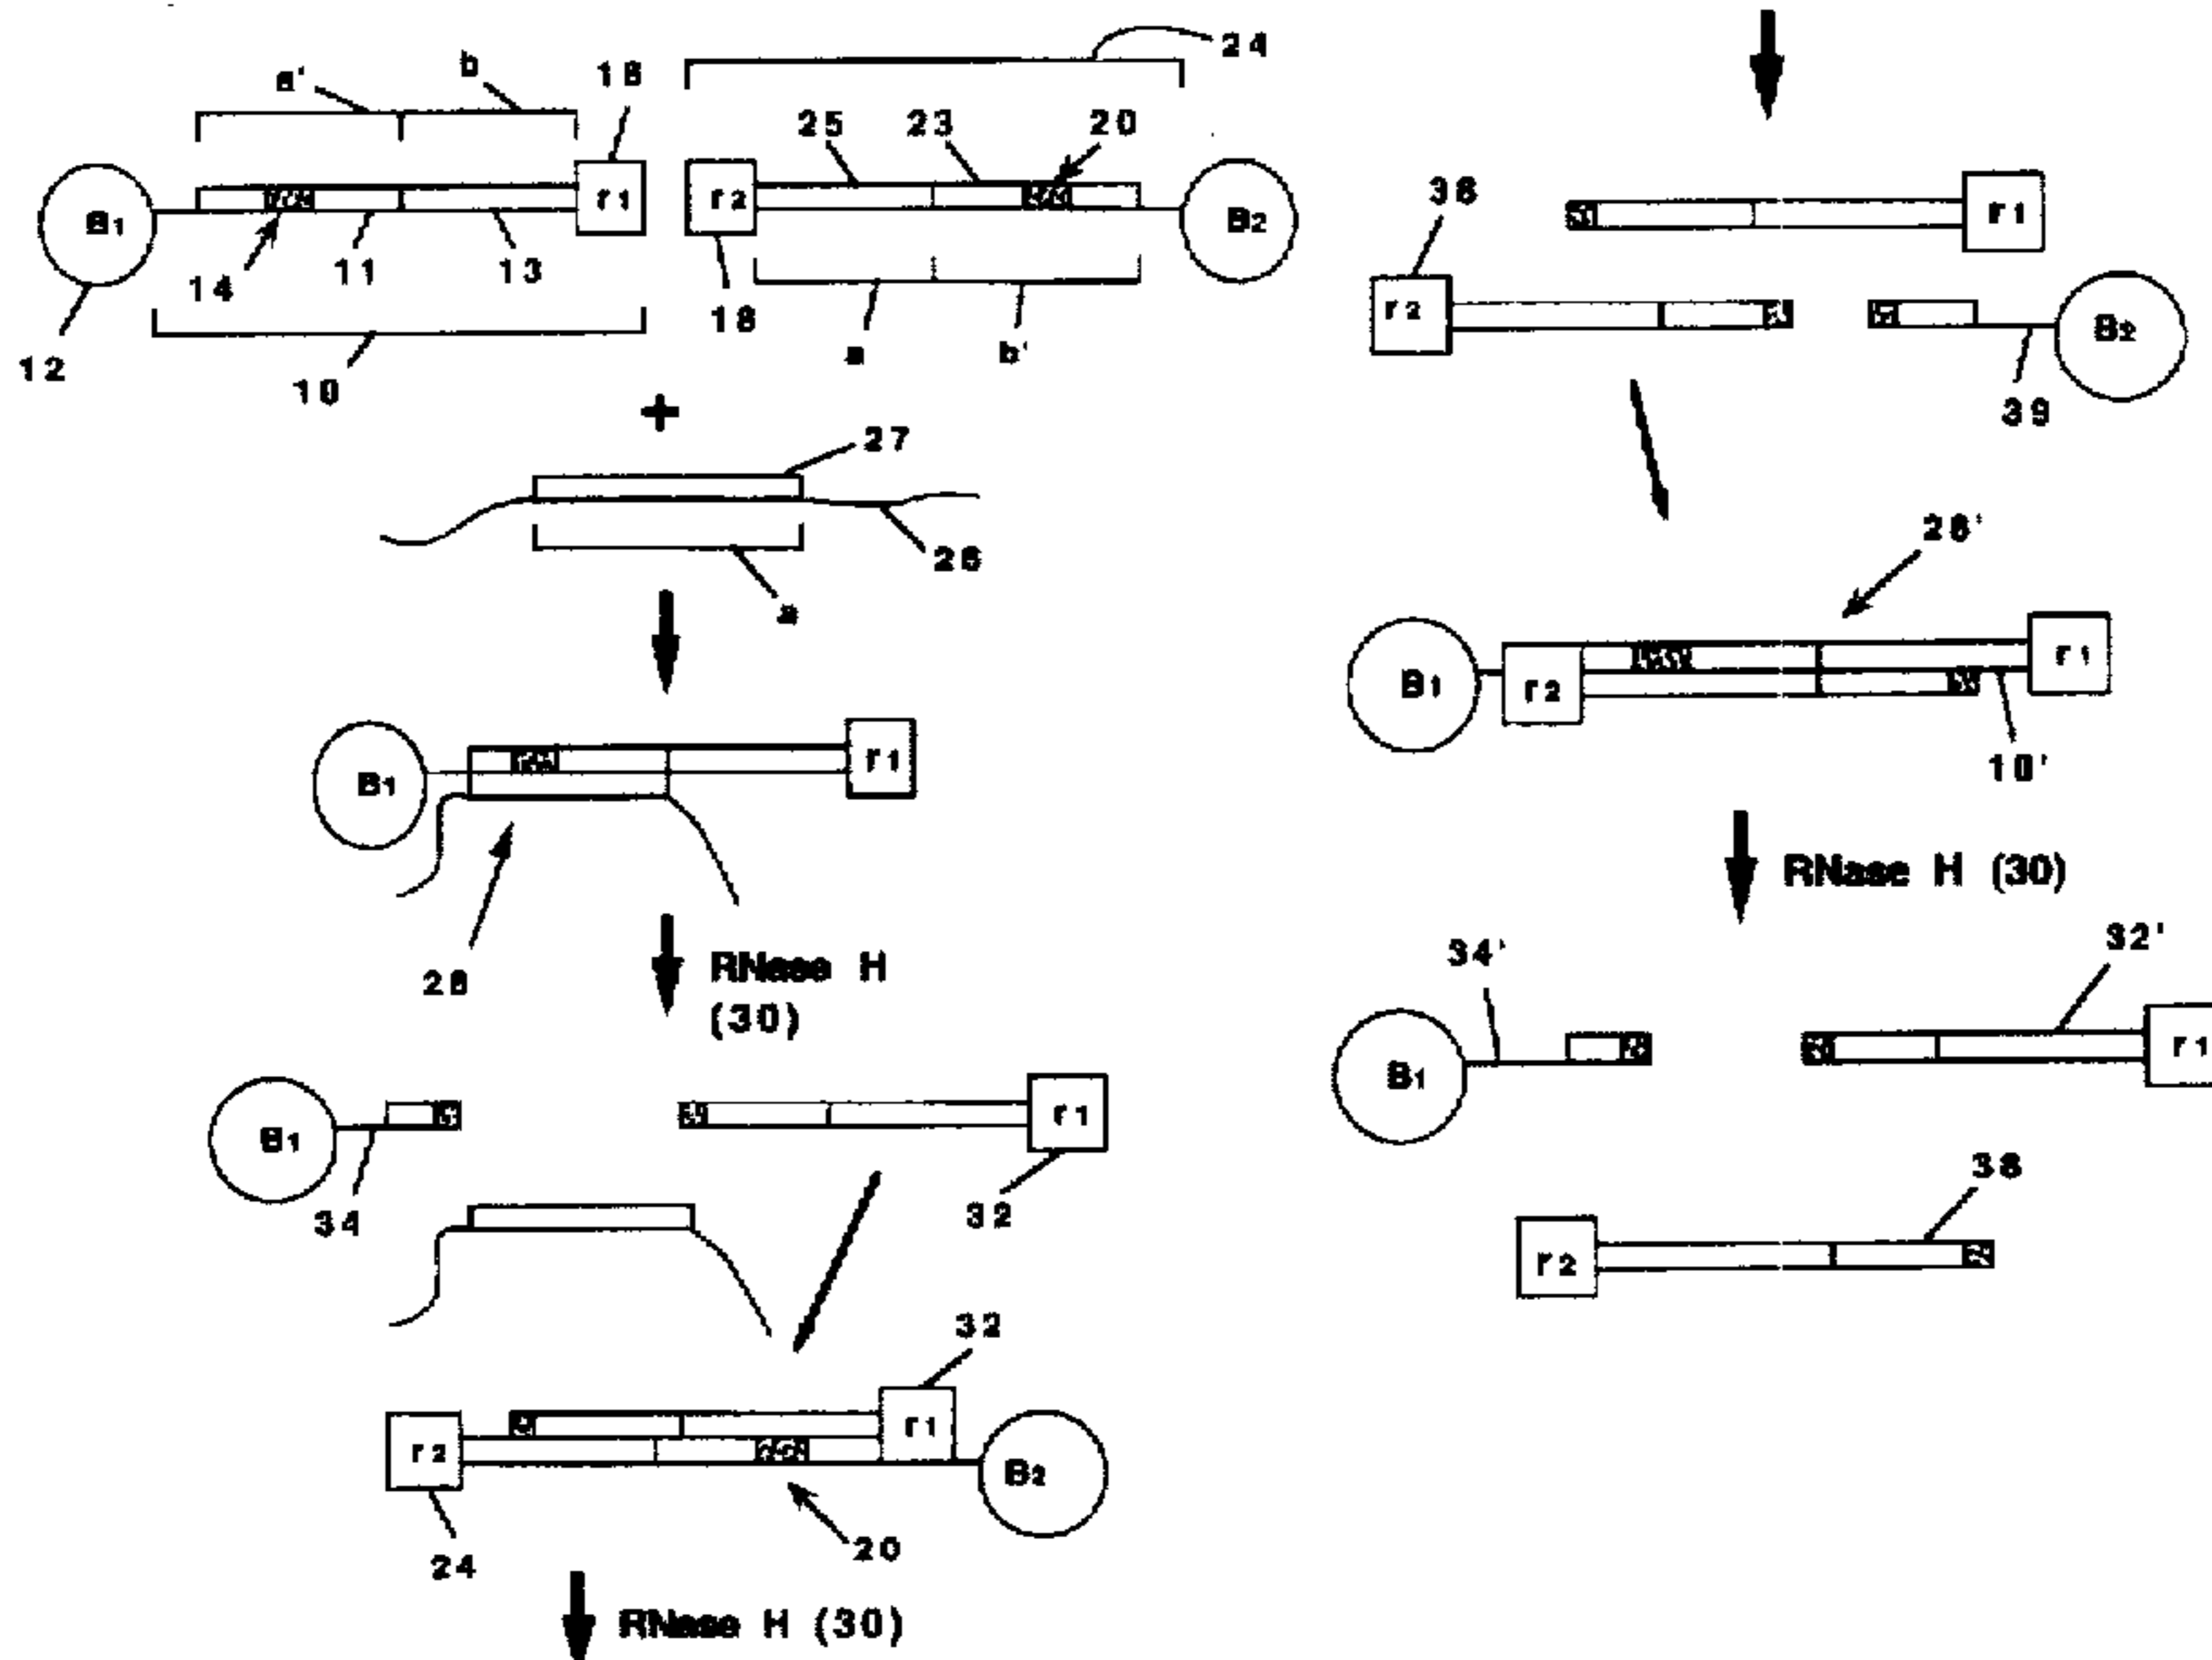 24
a' b 16
25 23 20
B1 r1 r2 B2
14 11 13
12 10
18 a b'
+
27
26
a
B1 r1
28
RNase H
(30)
B1 r1
34 32
32
r2 r1 B2
24 20
RNase H (30)
r1
38
r2 B2
39
28'
B1 r2 r1
10'
RNase H (30)
34' 32'
B1 r1
38
r2